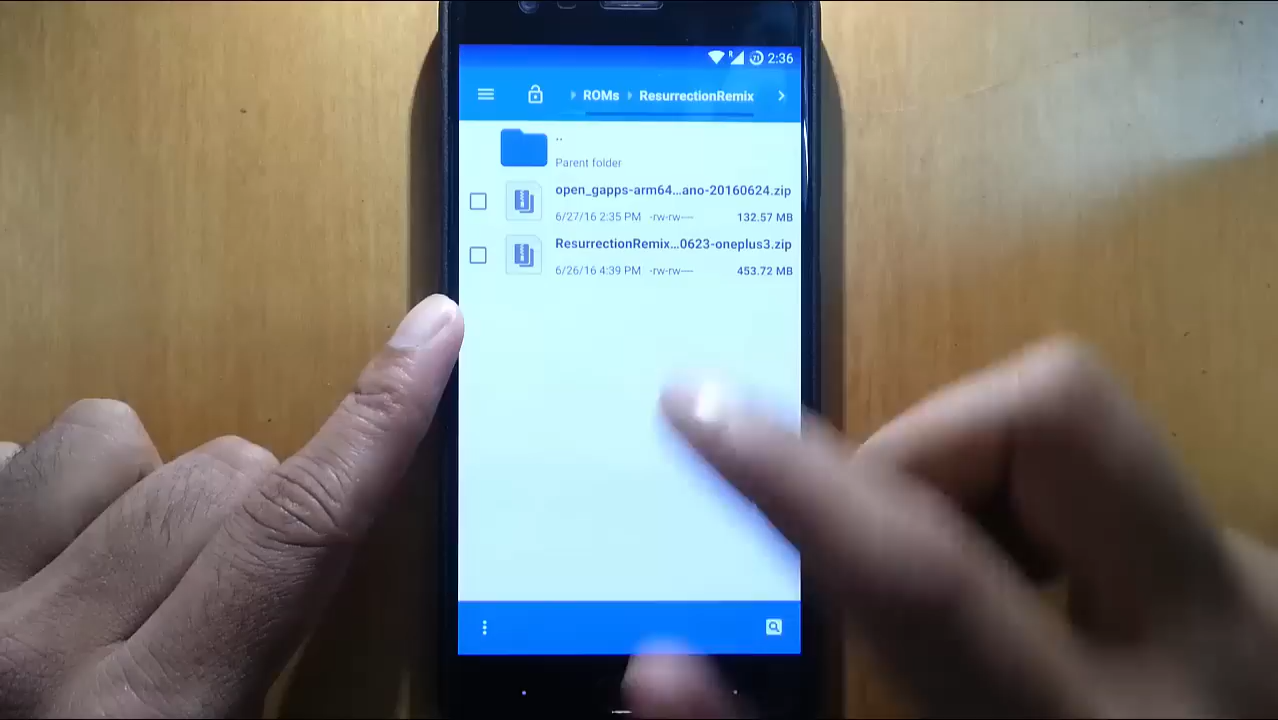 R 71 2:36
ROMs ResurrectionRemix
..
Parent folder
open_gapps-arm64...ano-20160624.zip
6/27/16 2:35 PM -rw-rw---- 132.57 MB
ResurrectionRemix...0623-oneplus3.zip
6/26/16 4:39 PM -rw-rw---- 453.72 MB